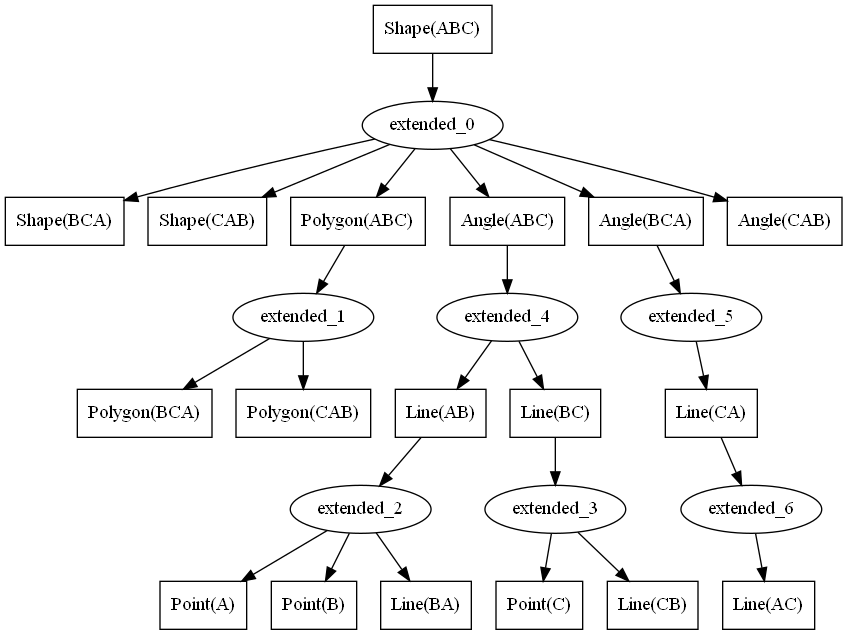 Shape(ABC)
extended_0
Shape(BCA)
Shape(CAB)
Polygon(ABC)
Angle(ABC)
Angle(BCA)
Angle(CAB)
extended_1
extended_4
extended_5
Polygon(BCA)
Polygon(CAB)
Line(AB)
Line(BC)
Line(CA)
extended_2
extended_3
extended_6
Point(A)
Point(B)
Line(BA)
Point(C)
Line(CB)
Line(AC)